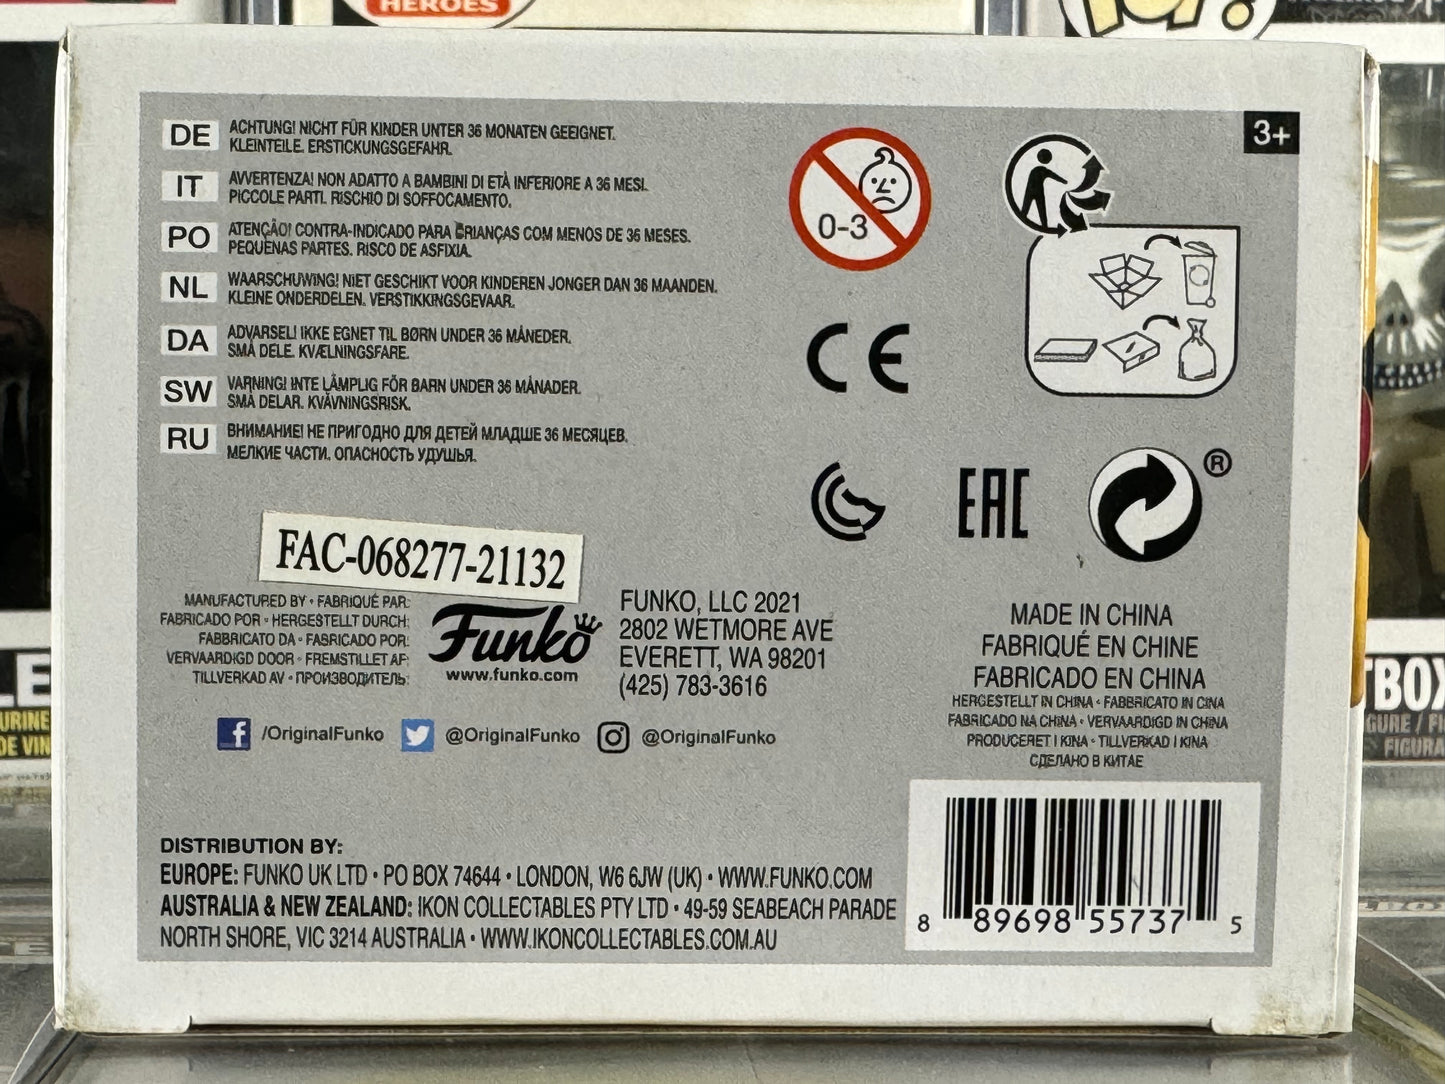 HEROES
POP!
3+
DE
ACHTUNG! NICHT FÜR KINDER UNTER 36 MONATEN GEEIGNET.
KLEINTEILE. ERSTICKUNGSGEFAHR.
IT
AVVERTENZA! NON ADATTO A BAMBINI DI ETÀ INFERIORE A 36 MESI.
PICCOLE PARTI. RISCHIO DI SOFFOCAMENTO.
PO
ATENÇÃO! CONTRA-INDICADO PARA CRIANÇAS COM MENOS DE 36 MESES.
PEQUENAS PARTES. RISCO DE ASFIXIA.
NL
WAARSCHUWING! NIET GESCHIKT VOOR KINDEREN JONGER DAN 36 MAANDEN.
KLEINE ONDERDELEN. VERSTIKKINGSGEVAAR.
DA
ADVARSEL! IKKE EGNET TIL BØRN UNDER 36 MÅNEDER.
SMÅ DELE. KVÆLNINGSFARE.
SW
VARNING! INTE LÄMPLIG FÖR BARN UNDER 36 MÅNADER.
SMÅ DELAR. KVÄVNINGSRISK.
RU
ВНИМАНИЕ! НЕ ПРИГОДНО ДЛЯ ДЕТЕЙ МЛАДШЕ 36 МЕСЯЦЕВ.
МЕЛКИЕ ЧАСТИ. ОПАСНОСТЬ УДУШЬЯ.
0-3
CE
EAC
®
FAC-068277-21132
MANUFACTURED BY • FABRIQUÉ PAR:
FABRICADO POR • HERGESTELLT DURCH:
FABBRICATO DA • FABRICADO POR:
VERVAARDIGD DOOR • FREMSTILLET AF:
TILLVERKAD AV • ПРОИЗВОДИТЕЛЬ:
Funko
www.funko.com
FUNKO, LLC 2021
2802 WETMORE AVE
EVERETT, WA 98201
(425) 783-3616
MADE IN CHINA
FABRIQUÉ EN CHINE
FABRICADO EN CHINA
HERGESTELLT IN CHINA • FABBRICATO IN CINA
FABRICADO NA CHINA • VERVAARDIGD IN CHINA
PRODUCERET I KINA • TILLVERKAD I KINA
СДЕЛАНО В КИТАЕ
/OriginalFunko @OriginalFunko @OriginalFunko
DISTRIBUTION BY:
EUROPE: FUNKO UK LTD • PO BOX 74644 • LONDON, W6 6JW (UK) • WWW.FUNKO.COM
AUSTRALIA & NEW ZEALAND: IKON COLLECTABLES PTY LTD • 49-59 SEABEACH PARADE
NORTH SHORE, VIC 3214 AUSTRALIA • WWW.IKONCOLLECTABLES.COM.AU
8 89698 55737 5